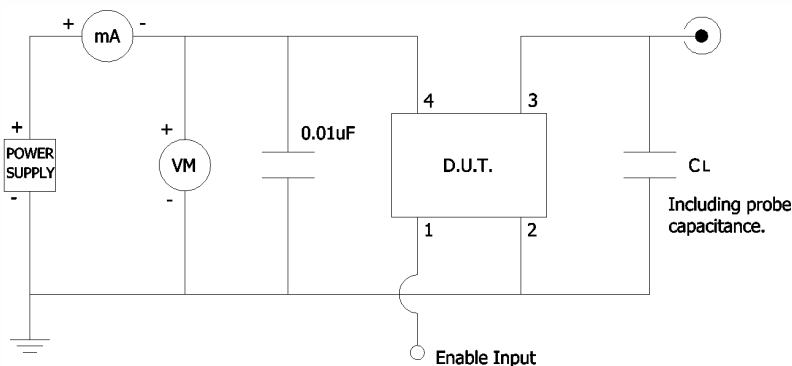 + mA -
+
POWER
SUPPLY
-
+
VM
-
0.01uF
4
3
D.U.T.
1
2
CL
Including probe
capacitance.
Enable Input